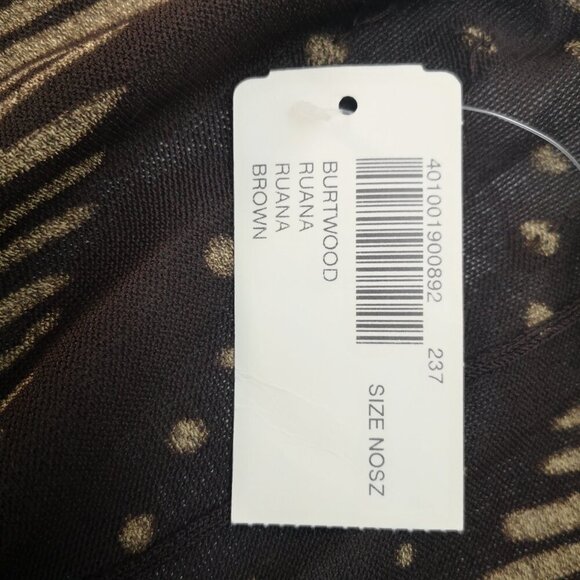 401001900892 237
SIZE NOSZ
BURTWOOD
RUANA
RUANA
BROWN